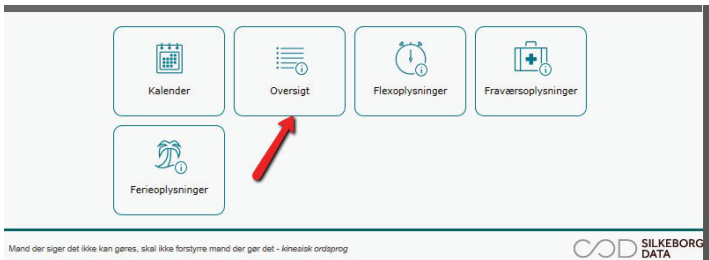 Kalender
Oversigt
Flexoplysninger
Fraværsoplysninger
Ferieoplysninger
Mand der siger det ikke kan gøres, skal ikke forstyrre mand der gør det - kinesisk ordsprog
SILKEBORG
DATA